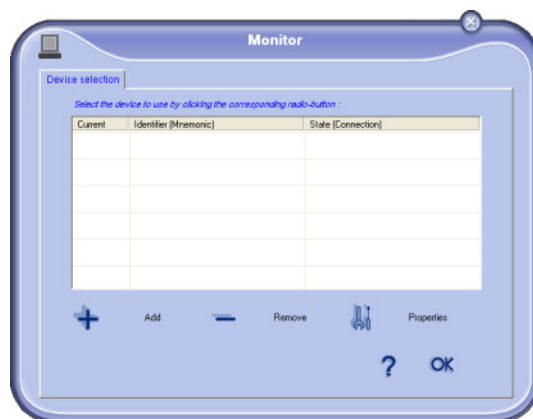 Monitor
Device selection
Select the device to use by clicking the corresponding radio-button :
Current Identifier (Mnemonic) State (Connection)
Add Remove Properties
? OK